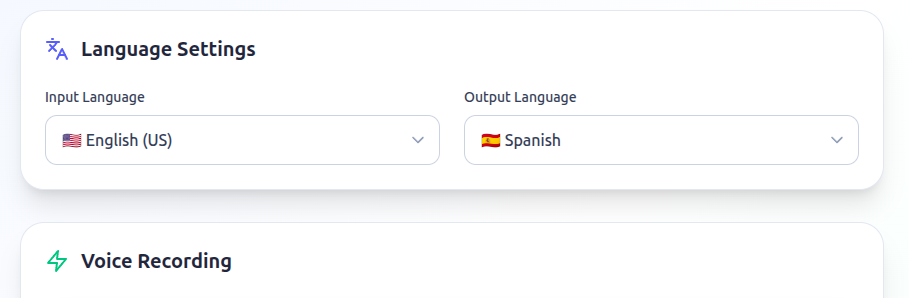 Language Settings
Input Language
Output Language
🇺🇸 English (US)
🇪🇸 Spanish
Voice Recording